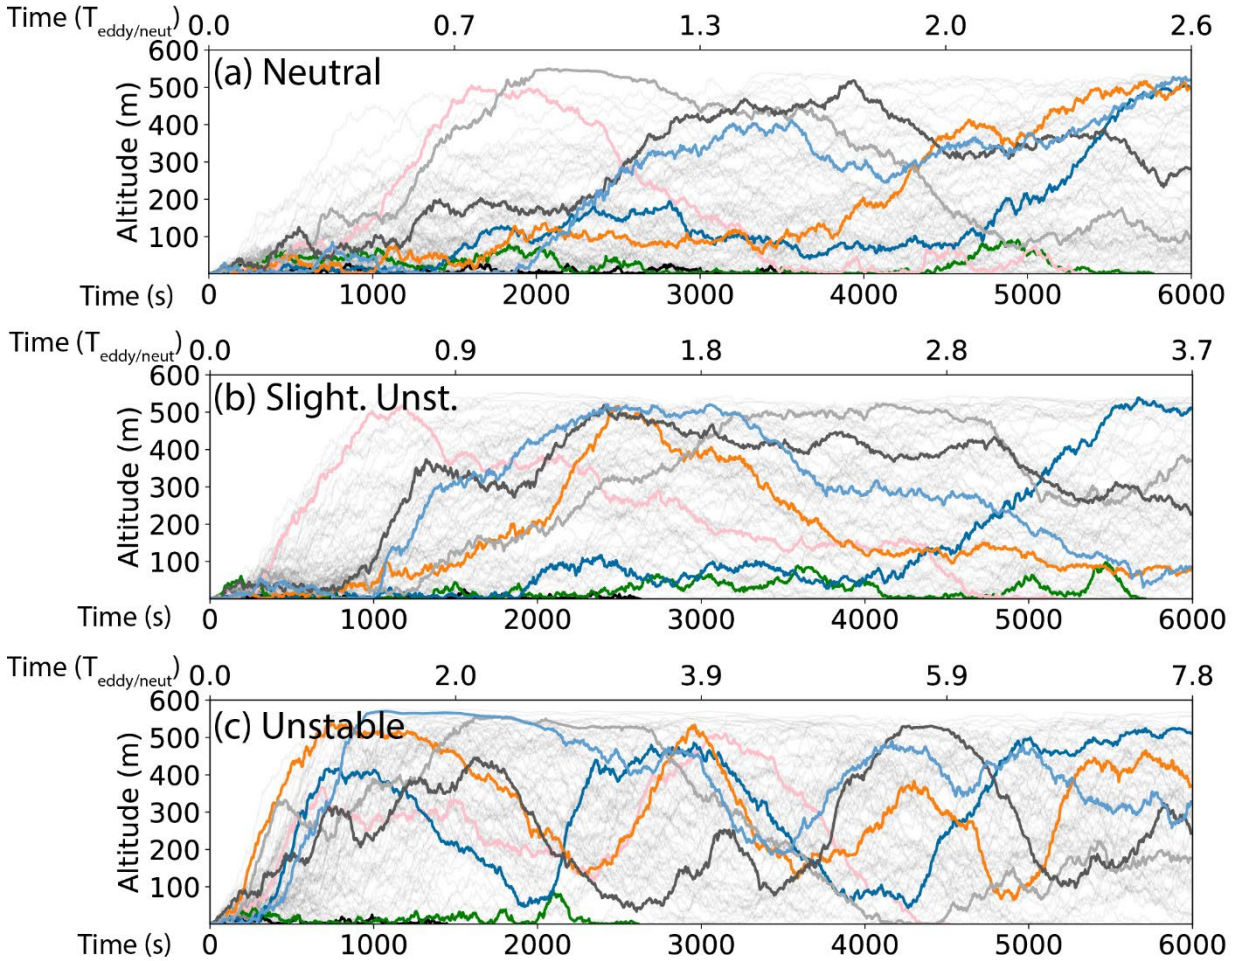 Time (T_eddy/neut) 0.0 0.7 1.3 2.0 2.6
(a) Neutral
Altitude (m)
600
500
400
300
200
100
Time (s) 0 1000 2000 3000 4000 5000 6000
Time (T_eddy/neut) 0.0 0.9 1.8 2.8 3.7
(b) Slight. Unst.
Altitude (m)
600
500
400
300
200
100
Time (s) 0 1000 2000 3000 4000 5000 6000
Time (T_eddy/neut) 0.0 2.0 3.9 5.9 7.8
(c) Unstable
Altitude (m)
600
500
400
300
200
100
Time (s) 0 1000 2000 3000 4000 5000 6000